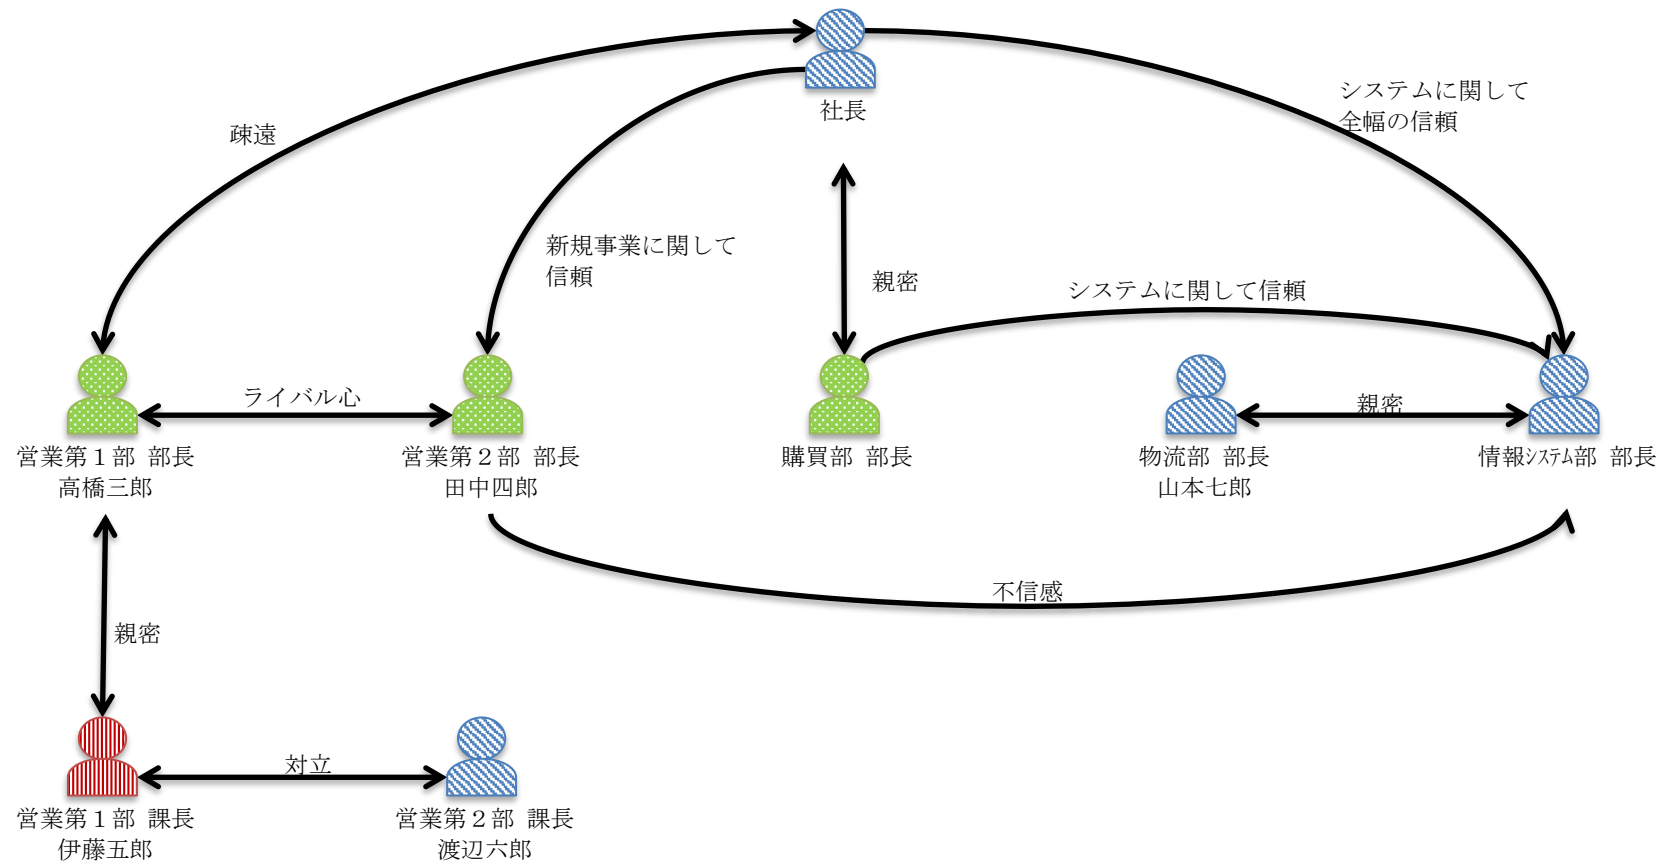 社長
システムに関して
全幅の信頼
疎遠
新規事業に関して
信頼
親密
システムに関して信頼
ライバル心
親密
営業第１部 部長
高橋三郎
営業第２部 部長
田中四郎
購買部 部長
物流部 部長
山本七郎
情報ｼｽﾃﾑ部 部長
不信感
親密
対立
営業第１部 課長
伊藤五郎
営業第２部 課長
渡辺六郎